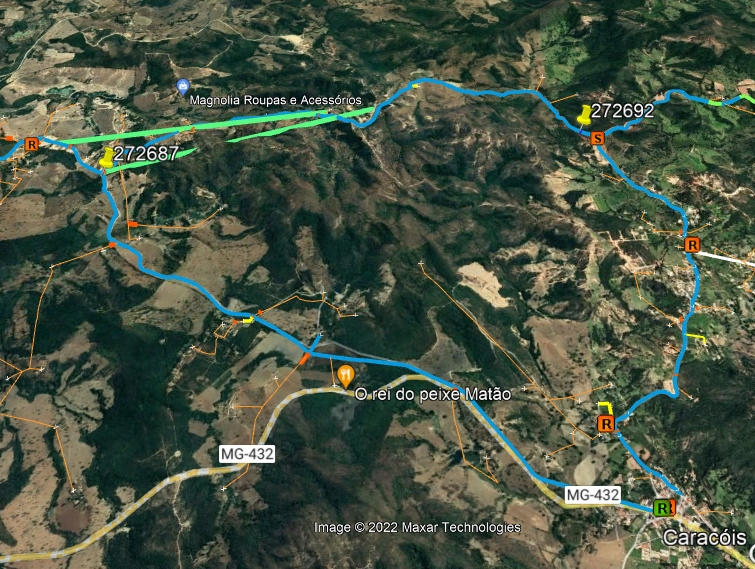 Magnolia Roupas e Acessórios
272692
S
R
272687
R
O rei do peixe Matão
R
MG-432
MG-432
R
Image © 2022 Maxar Technologies
Caracóis